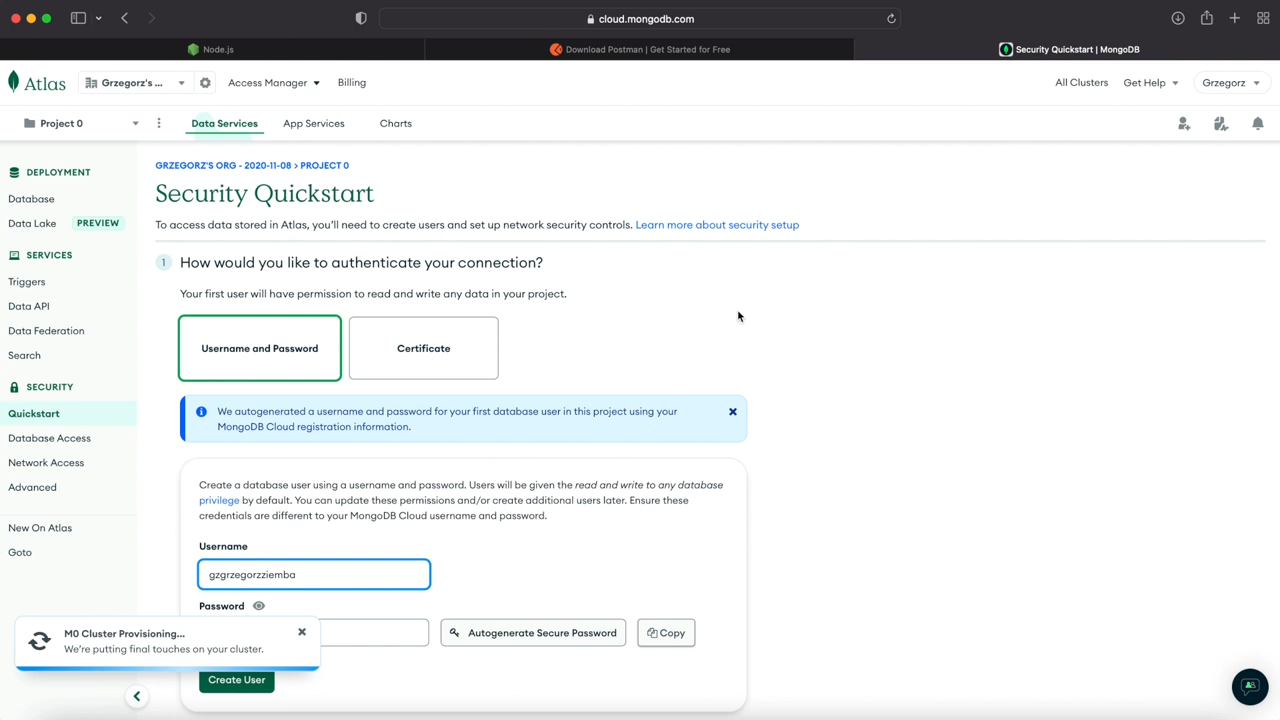 cloud.mongodb.com
Node.js
Download Postman | Get Started for Free
Security Quickstart | MongoDB
Atlas
Grzegorz's ...
Access Manager
Billing
All Clusters
Get Help
Grzegorz
Project 0
Data Services
App Services
Charts
DEPLOYMENT
Database
Data Lake PREVIEW
SERVICES
Triggers
Data API
Data Federation
Search
SECURITY
Quickstart
Database Access
Network Access
Advanced
New On Atlas
Goto
GRZEGORZ'S ORG - 2020-11-08 > PROJECT 0
Security Quickstart
To access data stored in Atlas, you'll need to create users and set up network security controls. Learn more about security setup
1 How would you like to authenticate your connection?
Your first user will have permission to read and write any data in your project.
Username and Password
Certificate
We autogenerated a username and password for your first database user in this project using your
MongoDB Cloud registration information.
Create a database user using a username and password. Users will be given the read and write to any database
privilege by default. You can update these permissions and/or create additional users later. Ensure these
credentials are different to your MongoDB Cloud username and password.
Username
gzgrzegorzziemba
Password
Autogenerate Secure Password
Copy
Create User
M0 Cluster Provisioning...
We're putting final touches on your cluster.